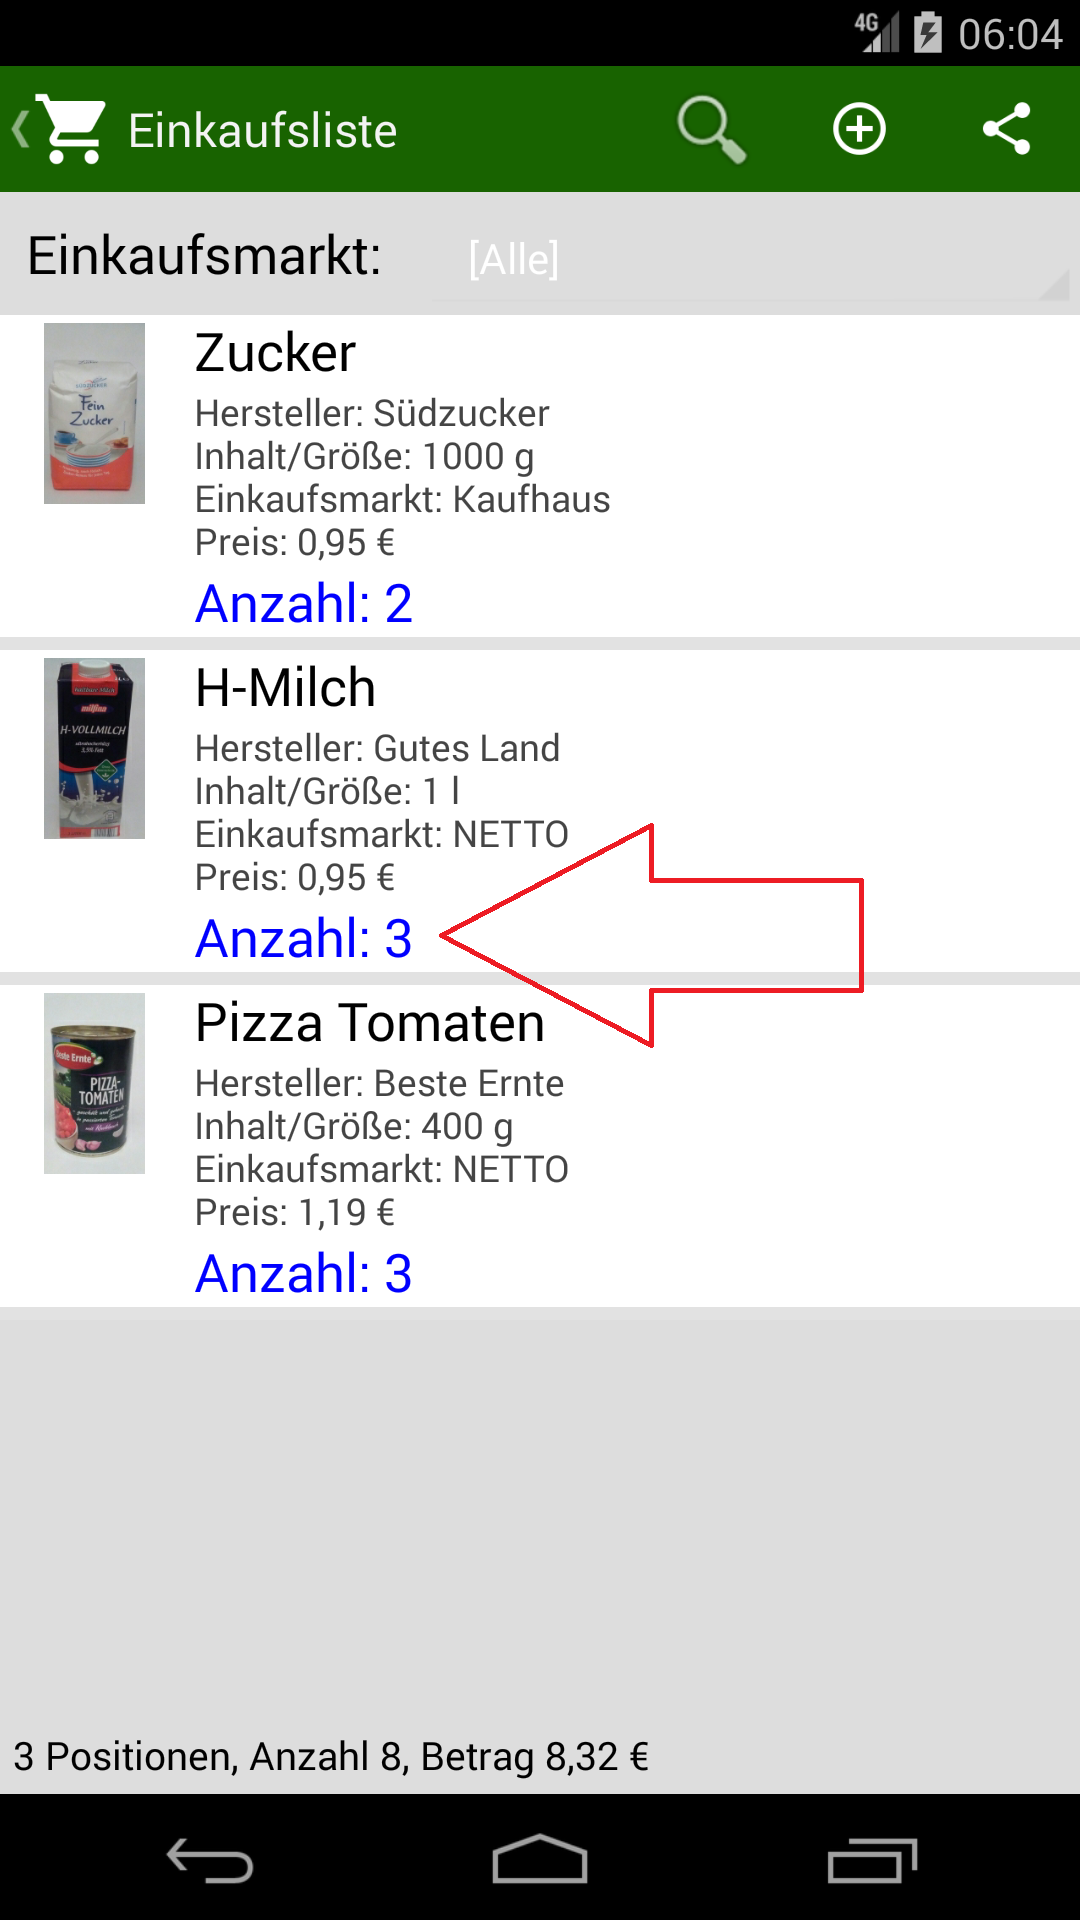 4G 06:04
Einkaufsliste
Einkaufsmarkt: [Alle]
Fein
Zucker
Zucker
Hersteller: Südzucker
Inhalt/Größe: 1000 g
Einkaufsmarkt: Kaufhaus
Preis: 0,95 €
Anzahl: 2
milfina
H-VOLLMILCH
H-Milch
Hersteller: Gutes Land
Inhalt/Größe: 1 l
Einkaufsmarkt: NETTO
Preis: 0,95 €
Anzahl: 3
Beste Ernte
PIZZA-
TOMATEN
Pizza Tomaten
Hersteller: Beste Ernte
Inhalt/Größe: 400 g
Einkaufsmarkt: NETTO
Preis: 1,19 €
Anzahl: 3
3 Positionen, Anzahl 8, Betrag 8,32 €